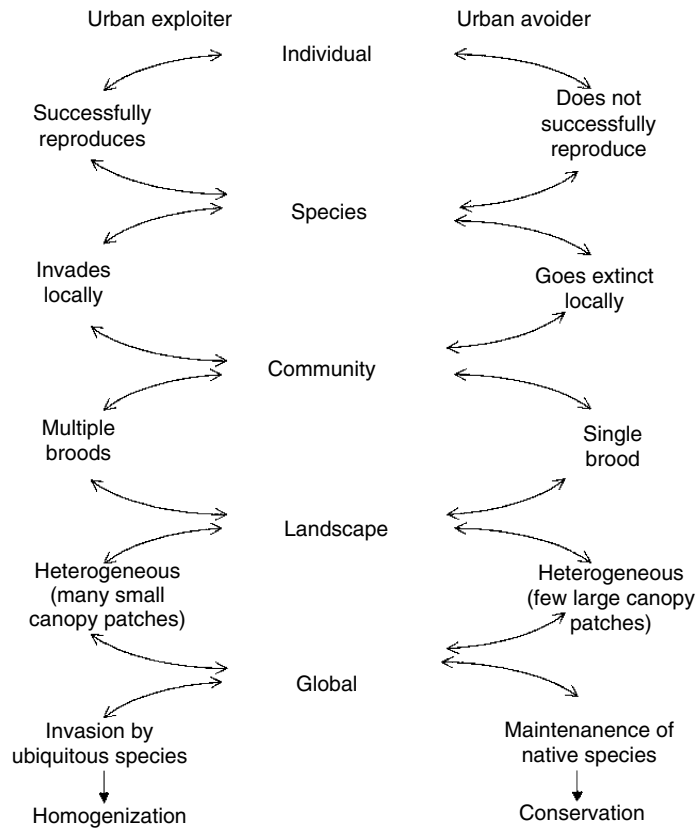 Urban exploiter
Urban avoider
Individual
Successfully
reproduces
Does not
successfully
reproduce
Species
Invades
locally
Goes extinct
locally
Community
Multiple
broods
Single
brood
Landscape
Heterogeneous
(many small
canopy patches)
Heterogeneous
(few large canopy
patches)
Global
Invasion by
ubiquitous species
Maintenanence of
native species
Homogenization
Conservation